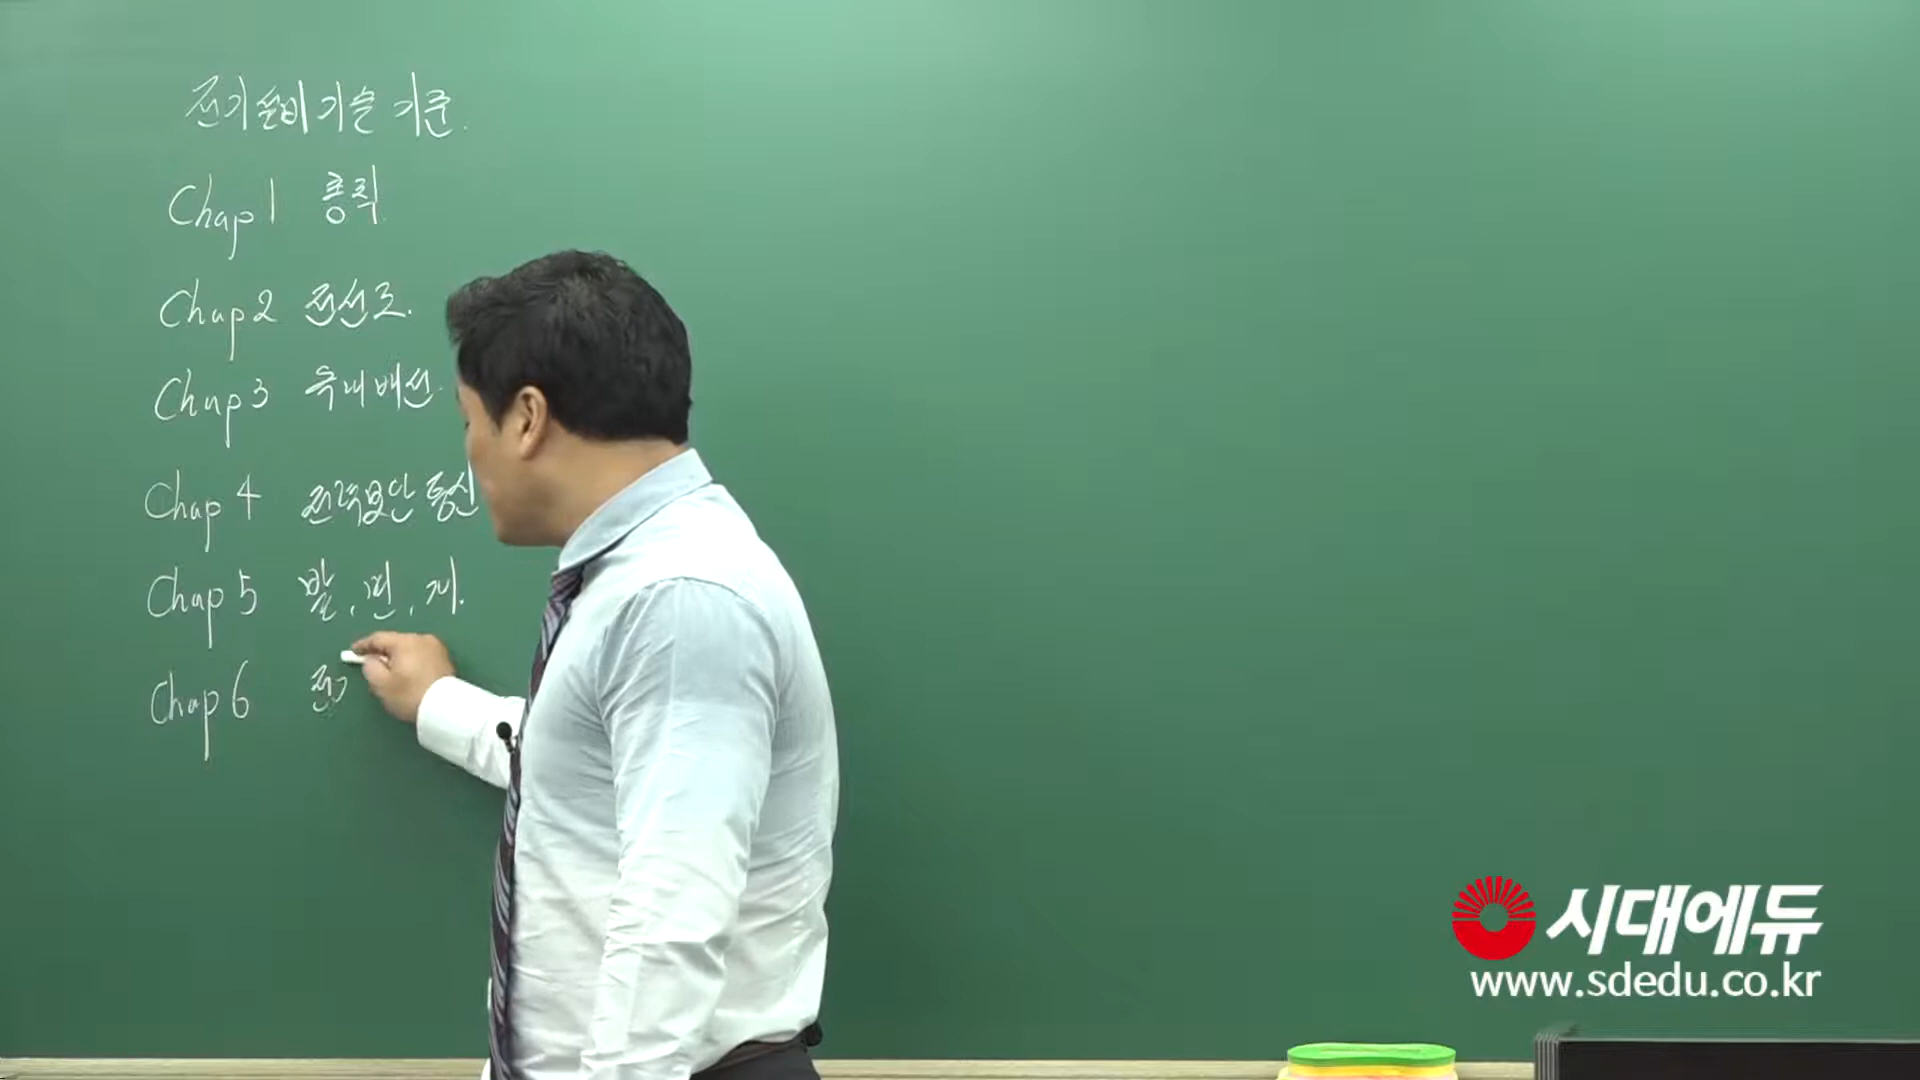 전기설비기술 기준.
Chap 1 총칙
Chap 2 전선로.
Chap 3 옥내배선.
Chap 4 전력보안 통신
Chap 5 발, 변, 개.
Chap 6 전기
시대에듀
www.sdedu.co.kr